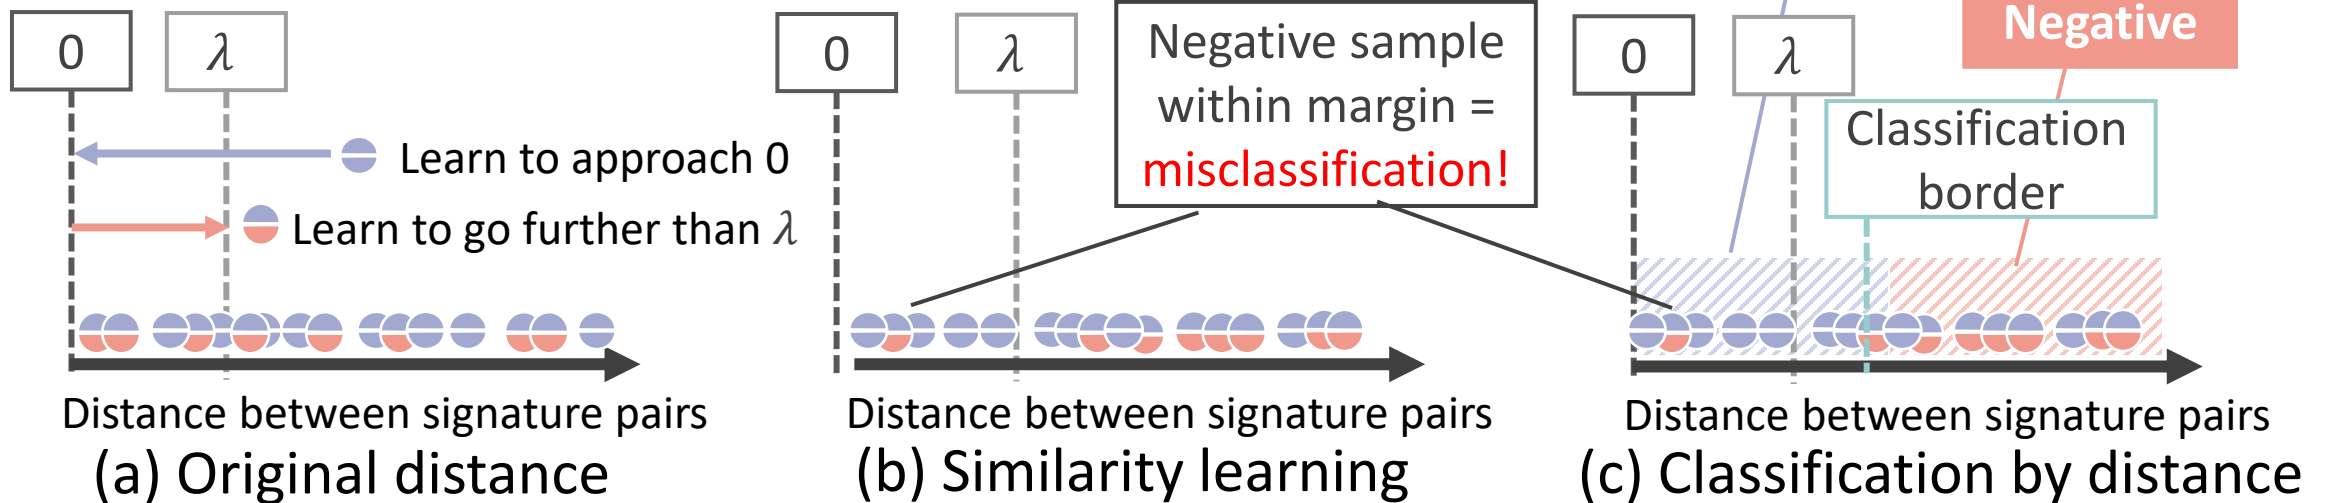 0
λ
Learn to approach 0
Learn to go further than λ
Distance between signature pairs
(a) Original distance
0
λ
Negative sample
within margin =
misclassification!
Distance between signature pairs
(b) Similarity learning
0
λ
Negative
Classification
border
Distance between signature pairs
(c) Classification by distance